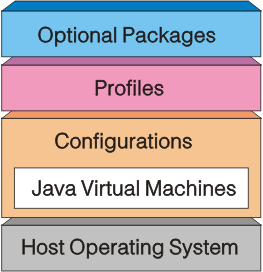 Optional Packages
Profiles
Configurations
Java Virtual Machines
Host Operating System